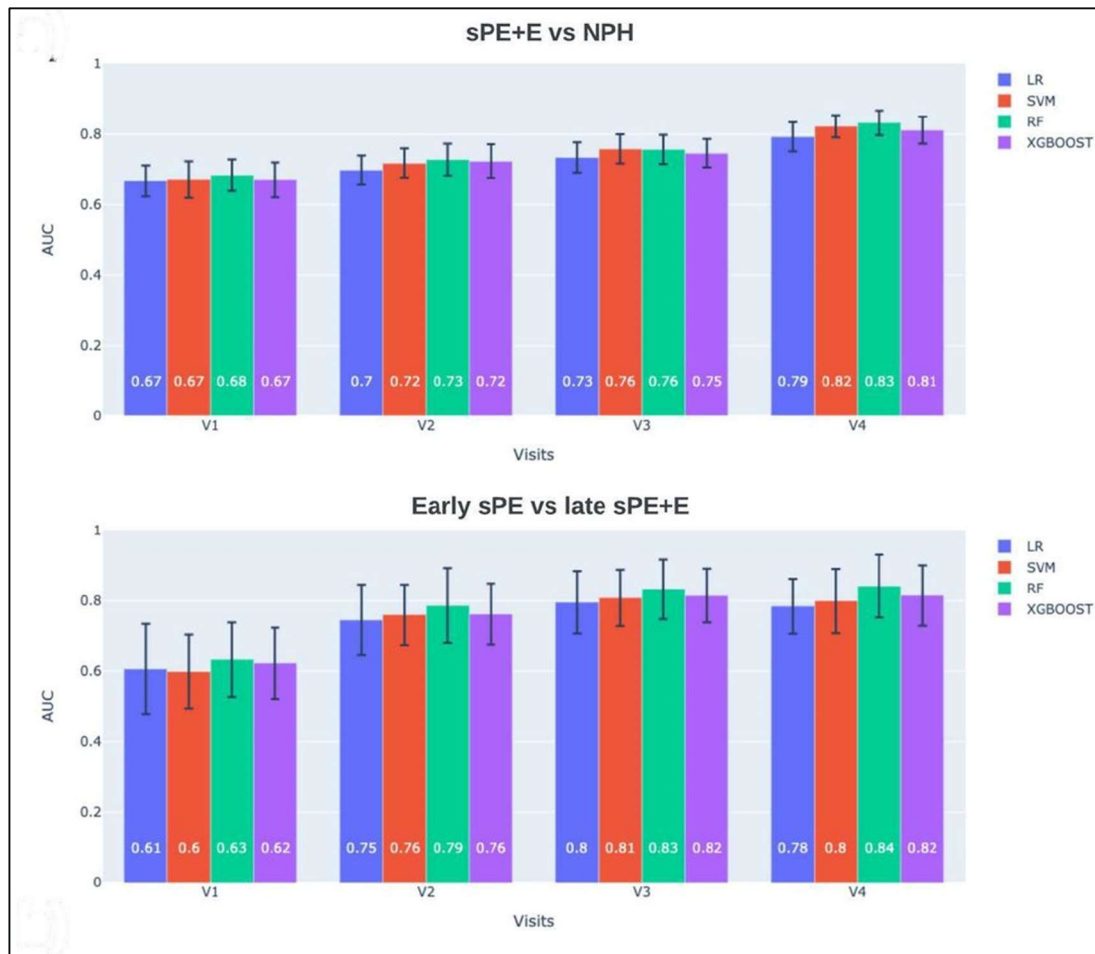 sPE+E vs NPH
1
0.8
0.6
0.4
0.2
0
AUC
0.67 0.67 0.68 0.67 0.7 0.72 0.73 0.72 0.73 0.76 0.76 0.75 0.79 0.82 0.83 0.81
V1 V2 V3 V4
Visits
LR
SVM
RF
XGBOOST
Early sPE vs late sPE+E
1
0.8
0.6
0.4
0.2
0
AUC
0.61 0.6 0.63 0.62 0.75 0.76 0.79 0.76 0.8 0.81 0.83 0.82 0.78 0.8 0.84 0.82
V1 V2 V3 V4
Visits
LR
SVM
RF
XGBOOST